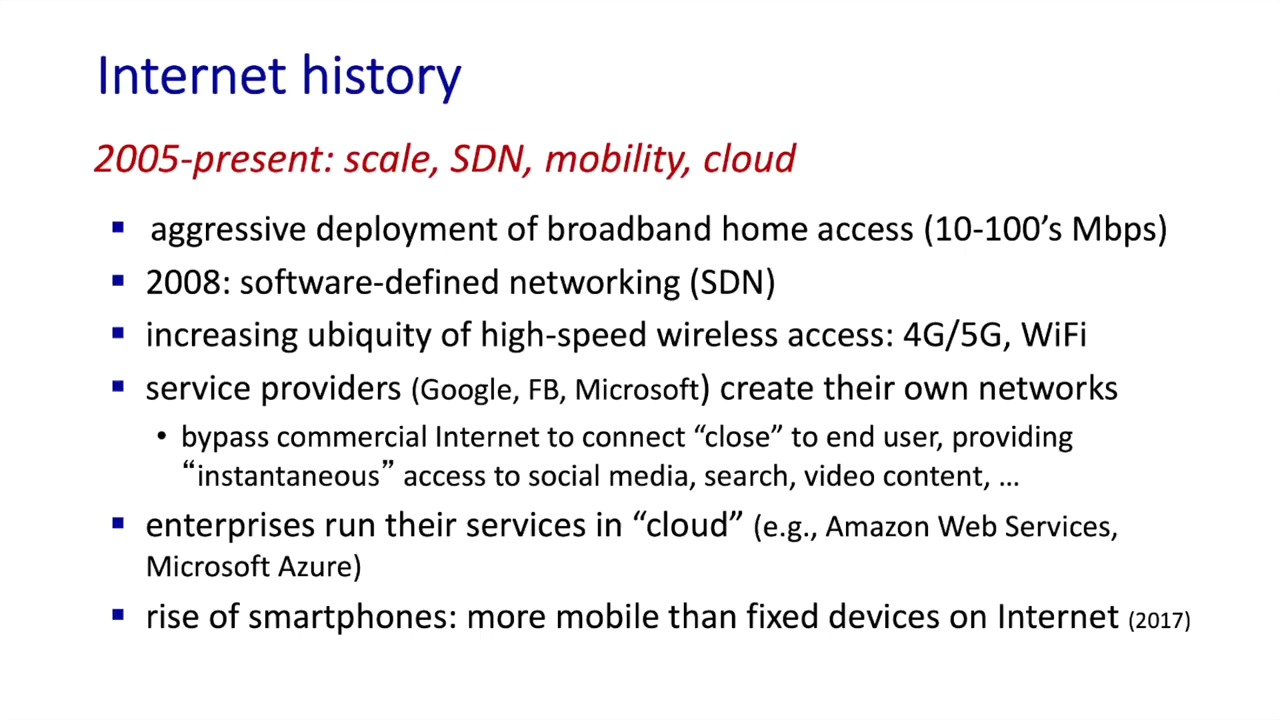 Internet history
2005-present: scale, SDN, mobility, cloud
▪ aggressive deployment of broadband home access (10-100’s Mbps)
▪ 2008: software-defined networking (SDN)
▪ increasing ubiquity of high-speed wireless access: 4G/5G, WiFi
▪ service providers (Google, FB, Microsoft) create their own networks
• bypass commercial Internet to connect “close” to end user, providing
“instantaneous” access to social media, search, video content, …
▪ enterprises run their services in “cloud” (e.g., Amazon Web Services,
Microsoft Azure)
▪ rise of smartphones: more mobile than fixed devices on Internet (2017)